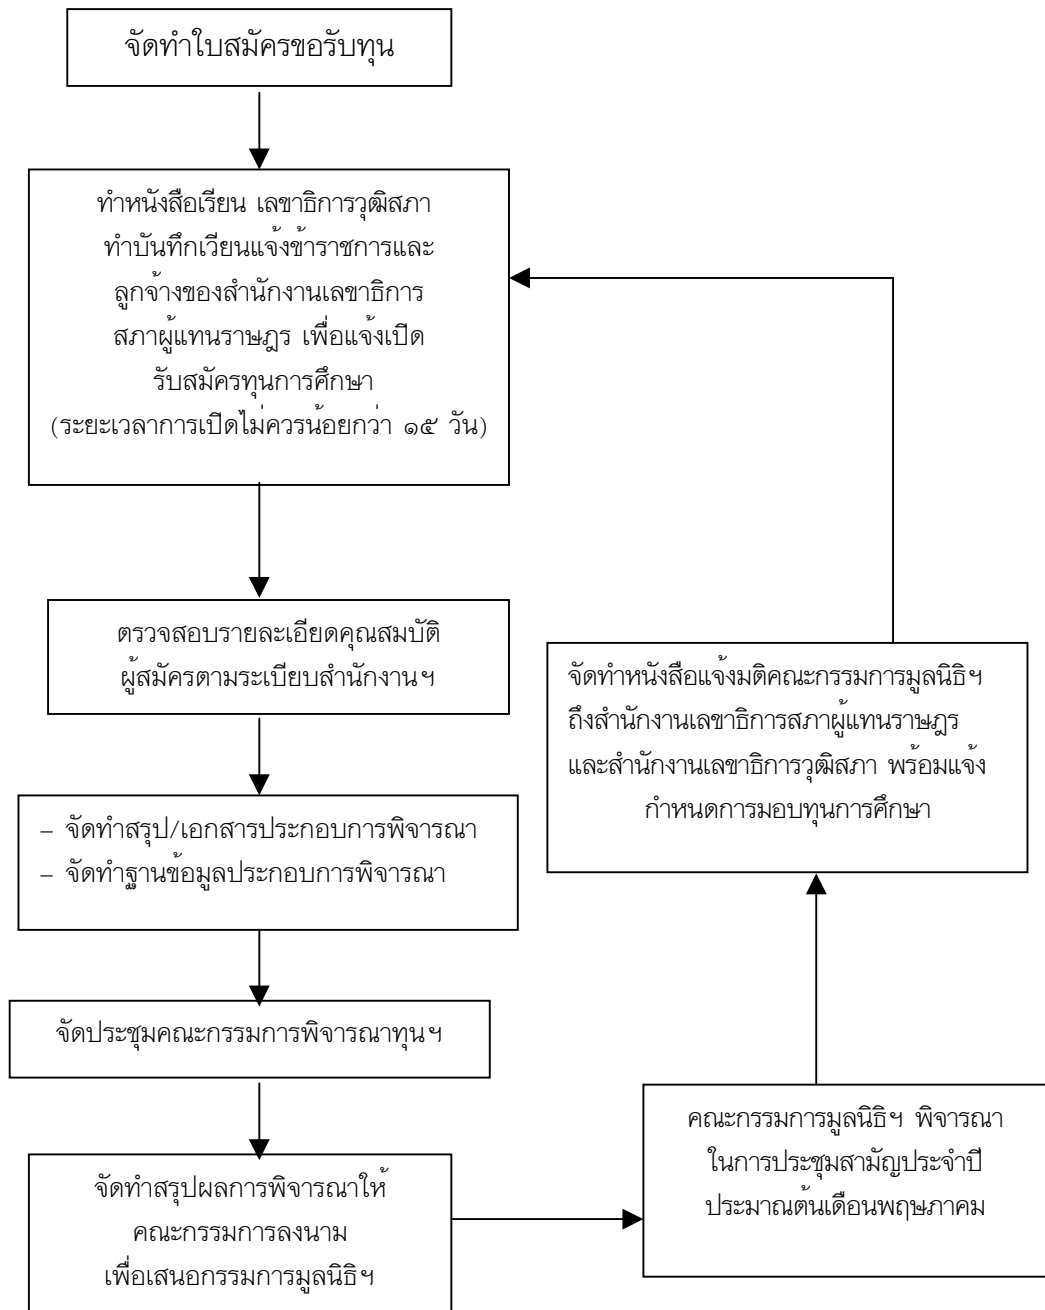 จัดทำใบสมัครขอรับทุน
ทำหนังสือเรียน เลขาธิการวุฒิสภา
ทำบันทึกเวียนแจ้งข้าราชการและ
ลูกจ้างของสำนักงานเลขาธิการ
สภาผู้แทนราษฎร เพื่อแจ้งเปิด
รับสมัครทุนการศึกษา
(ระยะเวลาการเปิดไม่ควรน้อยกว่า ๑๕ วัน)
ตรวจสอบรายละเอียดคุณสมบัติ
ผู้สมัครตามระเบียบสำนักงานฯ
– จัดทำสรุป/เอกสารประกอบการพิจารณา
– จัดทำฐานข้อมูลประกอบการพิจารณา
จัดประชุมคณะกรรมการพิจารณาทุนฯ
จัดทำสรุปผลการพิจารณาให้
คณะกรรมการลงนาม
เพื่อเสนอกรรมการมูลนิธิฯ
คณะกรรมการมูลนิธิฯ พิจารณา
ในการประชุมสามัญประจำปี
ประมาณต้นเดือนพฤษภาคม
จัดทำหนังสือแจ้งมติคณะกรรมการมูลนิธิฯ
ถึงสำนักงานเลขาธิการสภาผู้แทนราษฎร
และสำนักงานเลขาธิการวุฒิสภา พร้อมแจ้ง
กำหนดการมอบทุนการศึกษา